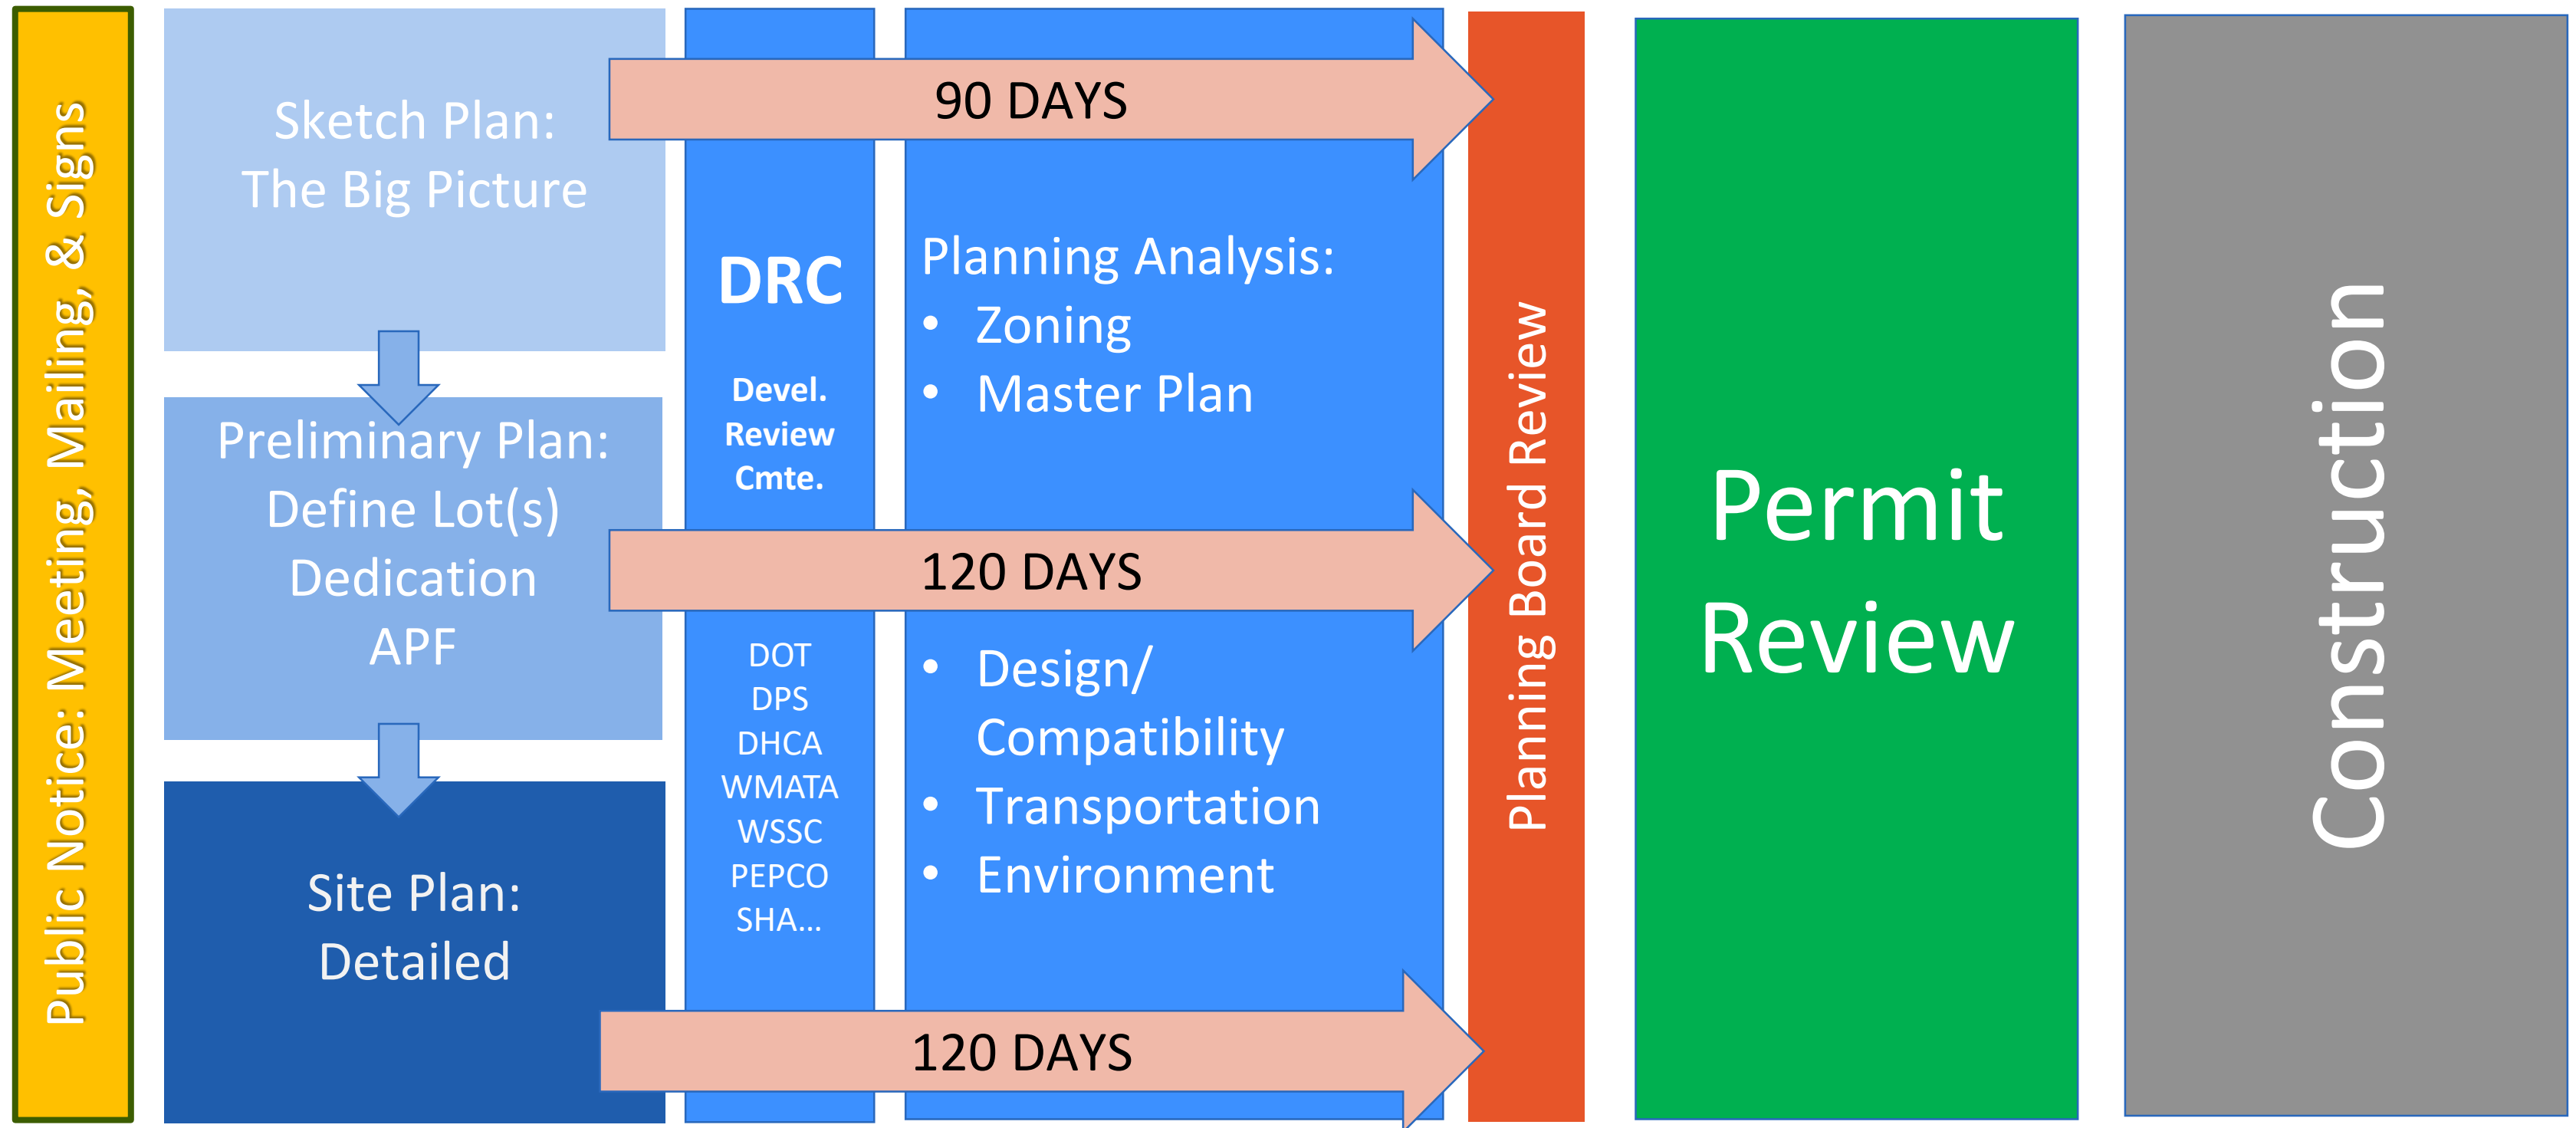 Public Notice: Meeting, Mailing, & Signs
Sketch Plan:
The Big Picture
Preliminary Plan:
Define Lot(s)
Dedication
APF
Site Plan:
Detailed
90 DAYS
120 DAYS
120 DAYS
DRC
Devel.
Review
Cmte.
DOT
DPS
DHCA
WMATA
WSSC
PEPCO
SHA...
Planning Analysis:
• Zoning
• Master Plan
• Design/
Compatibility
• Transportation
• Environment
Planning Board Review
Permit
Review
Construction